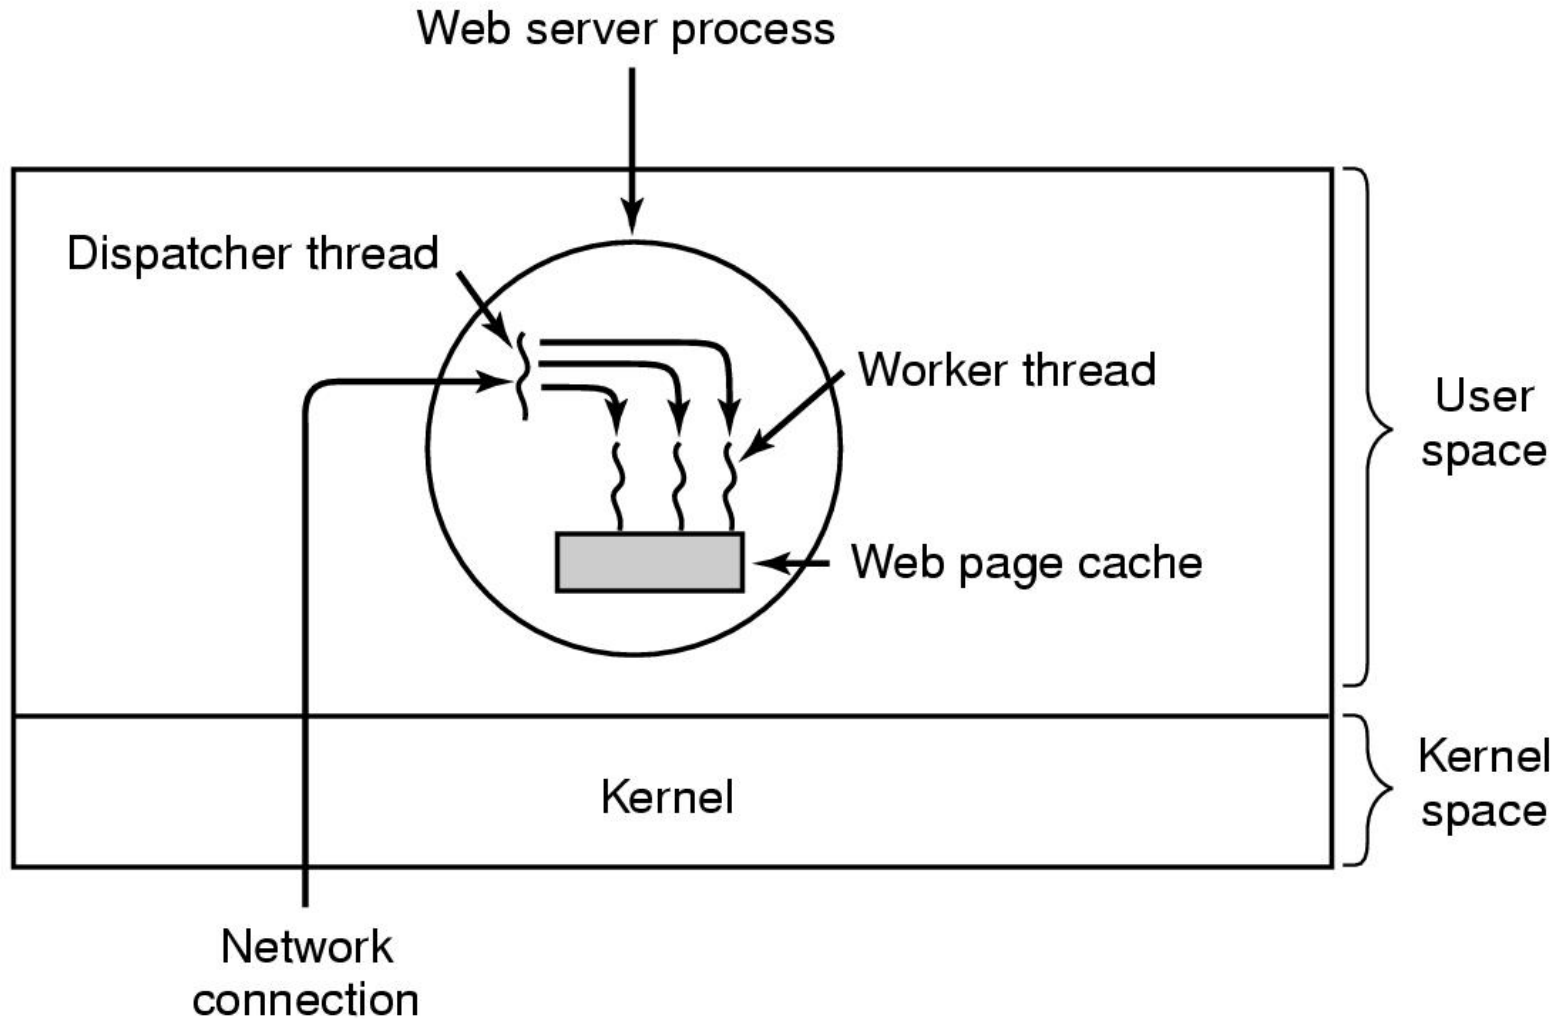 Web server process
Dispatcher thread
Worker thread
User
space
Web page cache
Kernel
Kernel
space
Network
connection